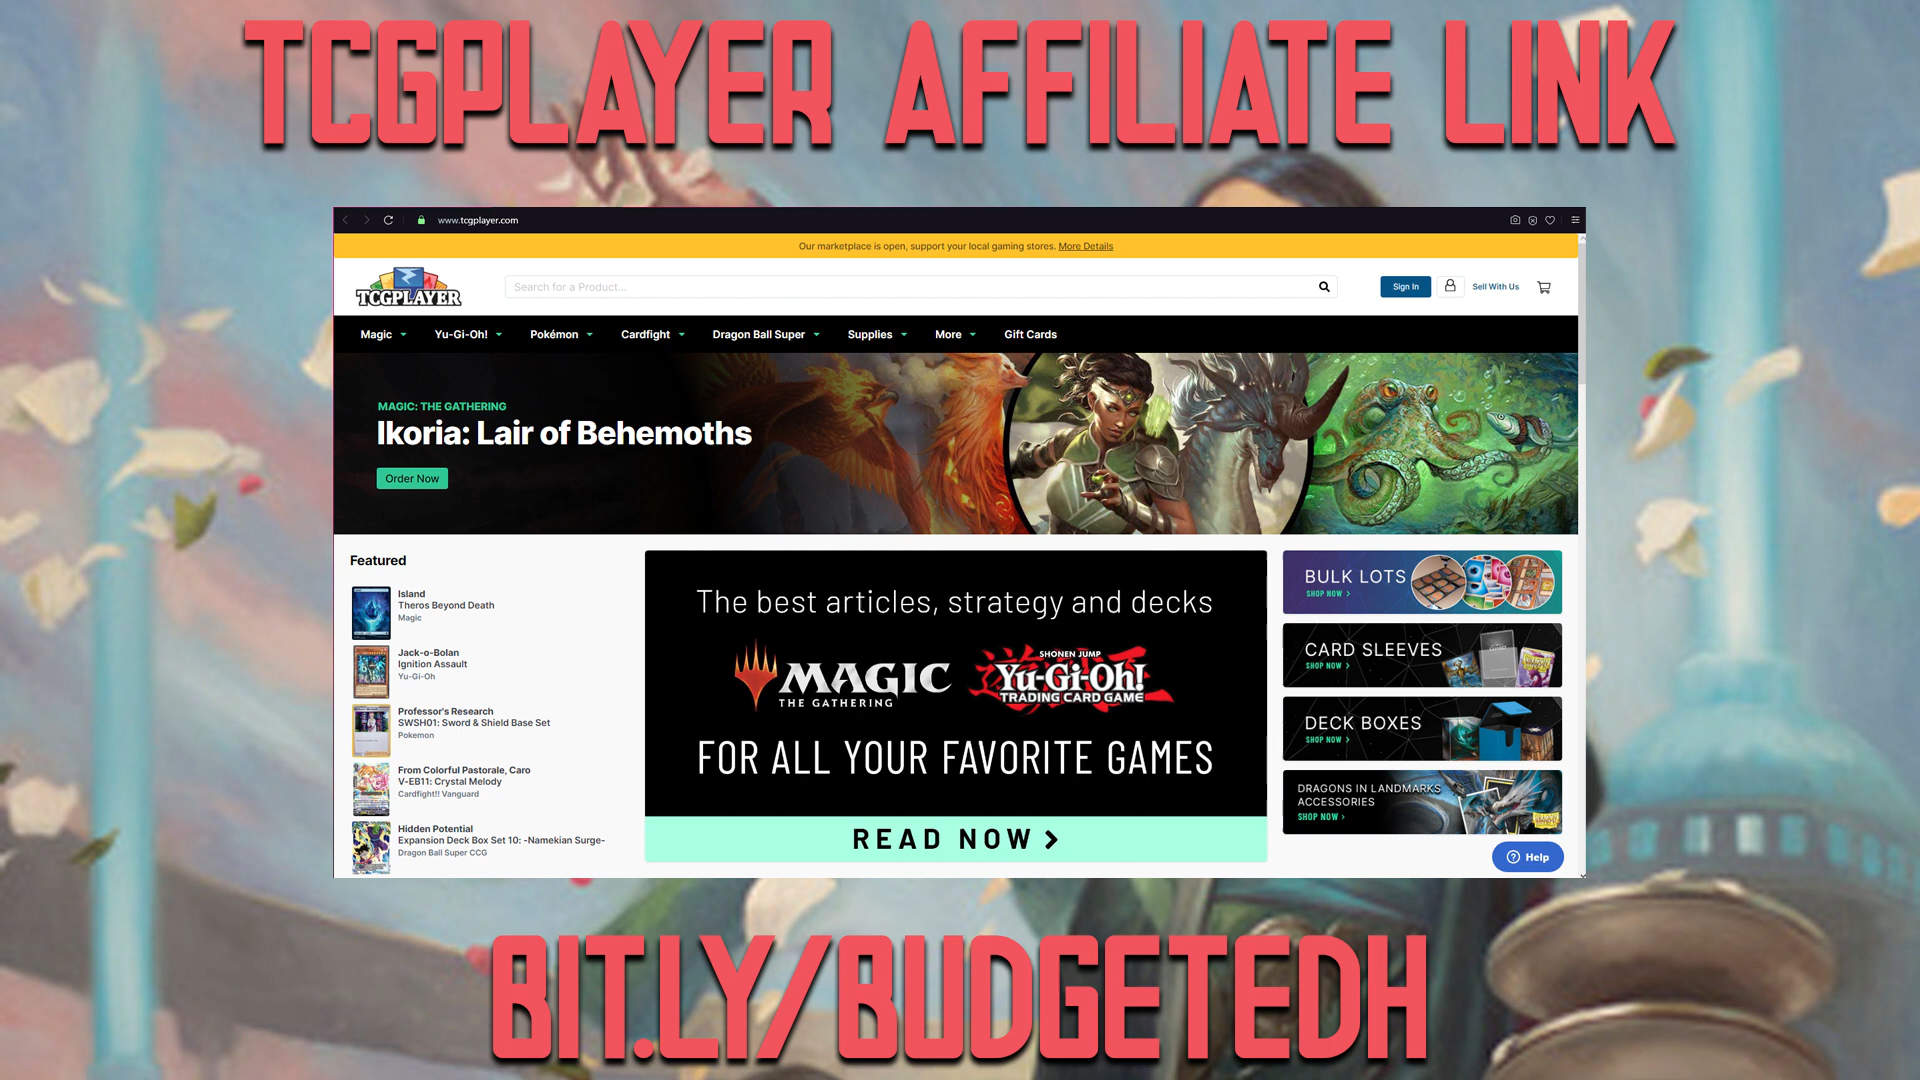 TCGPLAYER AFFILIATE LINK
www.tcgplayer.com
Our marketplace is open, support your local gaming stores. More Details
TCGPLAYER
Search for a Product...
Sign In
Sell With Us
Magic
Yu-Gi-Oh!
Pokémon
Cardfight
Dragon Ball Super
Supplies
More
Gift Cards
MAGIC: THE GATHERING
Ikoria: Lair of Behemoths
Order Now
Featured
Island
Theros Beyond Death
Magic
Jack-o-Bolan
Ignition Assault
Yu-Gi-Oh
Professor's Research
SWSH01: Sword & Shield Base Set
Pokemon
From Colorful Pastorale, Caro
V-EB11: Crystal Melody
Cardfight!! Vanguard
Hidden Potential
Expansion Deck Box Set 10: -Namekian Surge-
Dragon Ball Super CCG
The best articles, strategy and decks
MAGIC
THE GATHERING
SHONEN JUMP
Yu-Gi-Oh!
TRADING CARD GAME
FOR ALL YOUR FAVORITE GAMES
READ NOW
BULK LOTS
SHOP NOW
CARD SLEEVES
SHOP NOW
DECK BOXES
SHOP NOW
DRAGONS IN LANDMARKS
ACCESSORIES
SHOP NOW
Help
BIT.LY/BUDGETEDH